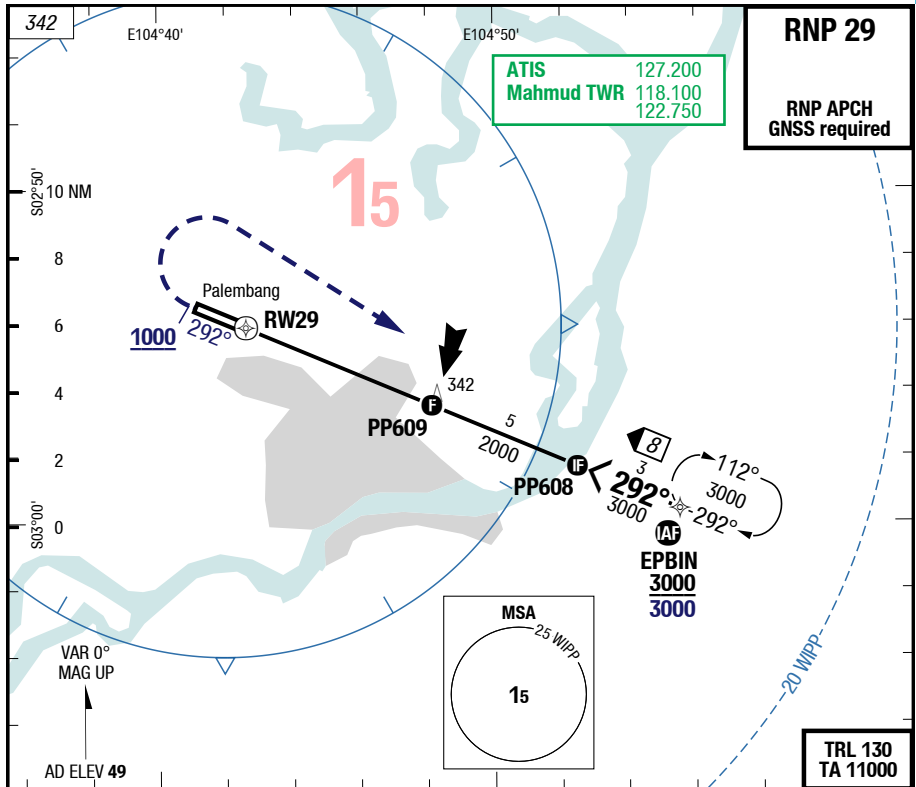 342
E104°40'
E104°50'
RNP 29
RNP APCH
GNSS required
ATIS 127.200
Mahmud TWR 118.100
122.750
15
S02°50'
10 NM
8
6
4
2
0
S03°00'
Palembang
RW29
1000
292°
342
PP609
5
2000
PP608
IF
F
8
3
292°
3000
112°
3000
292°
IAF
EPBIN
3000
3000
MSA
25 WIPP
15
20 WIPP
VAR 0°
MAG UP
AD ELEV 49
TRL 130
TA 11000